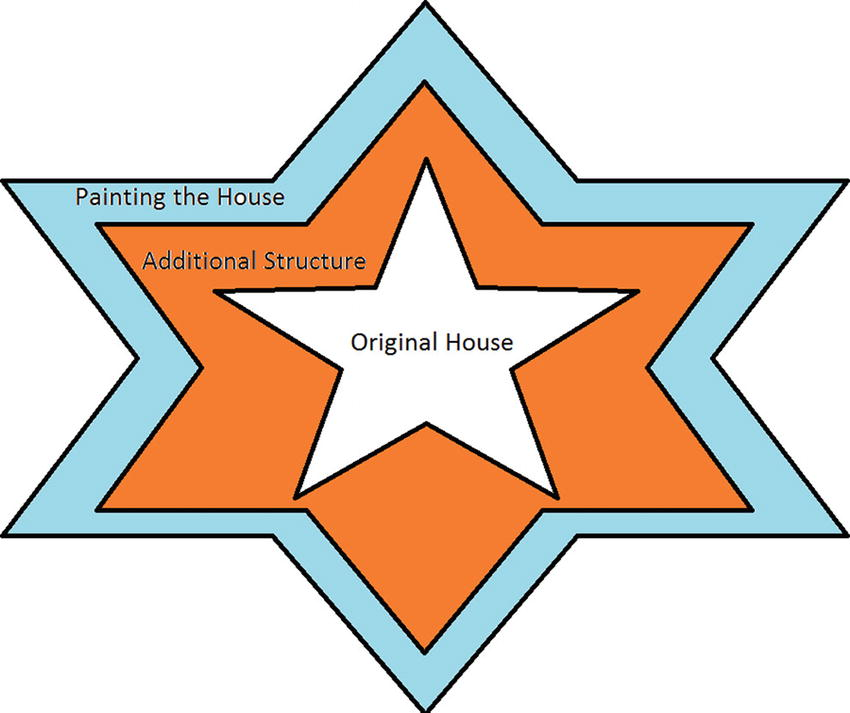 Painting the House
Additional Structure
Original House